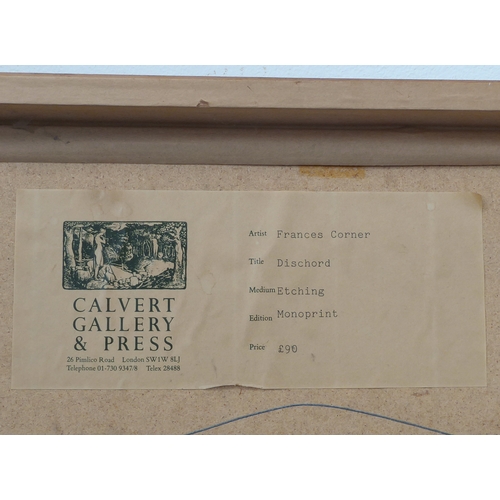 CALVERT
GALLERY
& PRESS
26 Pimlico Road London SW1W 8LJ
Telephone 01-730 9347/8 Telex 28488
Artist Frances Corner
Title Dischord
Medium Etching
Edition Monoprint
Price £90